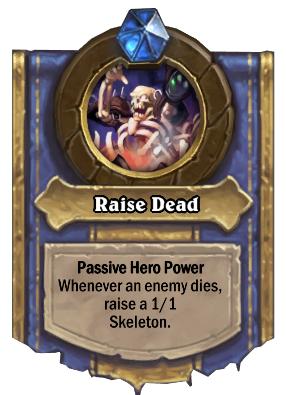 Raise Dead
Passive Hero Power
Whenever an enemy dies,
raise a 1/1
Skeleton.